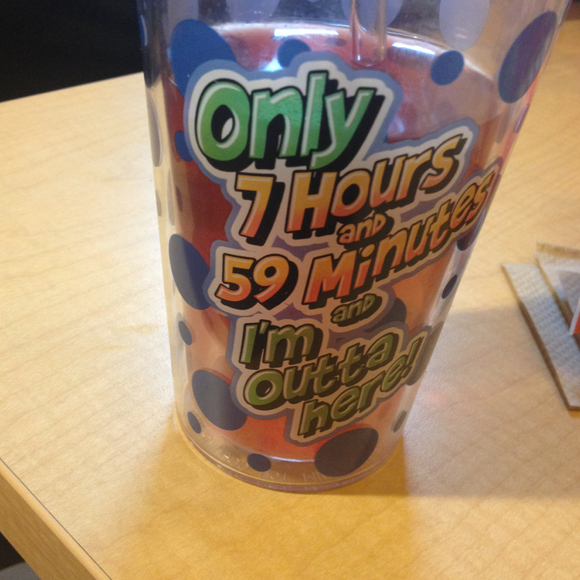 Only
7 Hours
and
59 Minutes
and
I'm
outta
here!